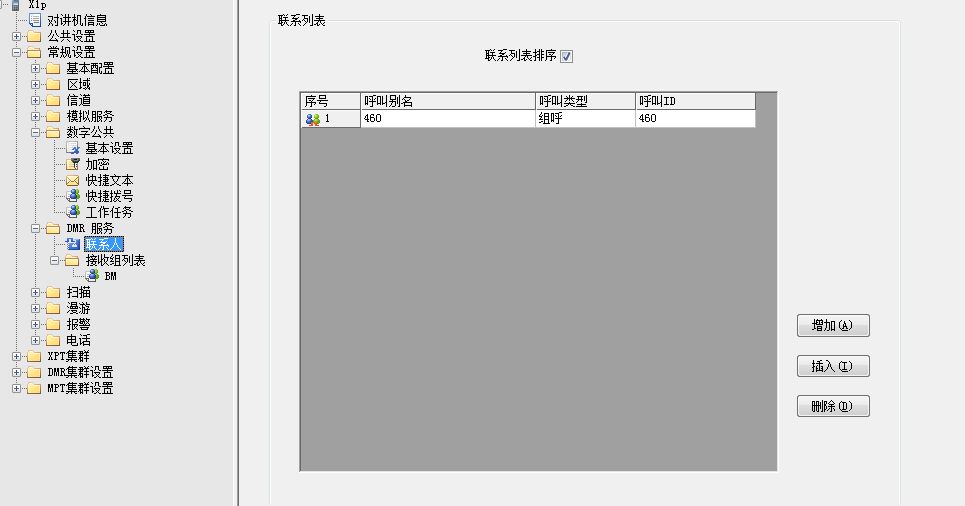 X1p
对讲机信息
公共设置
常规设置
基本配置
区域
信道
模拟服务
数字公共
基本设置
加密
快捷文本
快捷拨号
工作任务
DMR 服务
联系人
接收组列表
BM
扫描
漫游
报警
电话
XPT集群
DMR集群设置
MPT集群设置
联系列表
联系列表排序
序号 呼叫别名 呼叫类型 呼叫ID
1 460 组呼 460
增加(A)
插入(I)
删除(D)